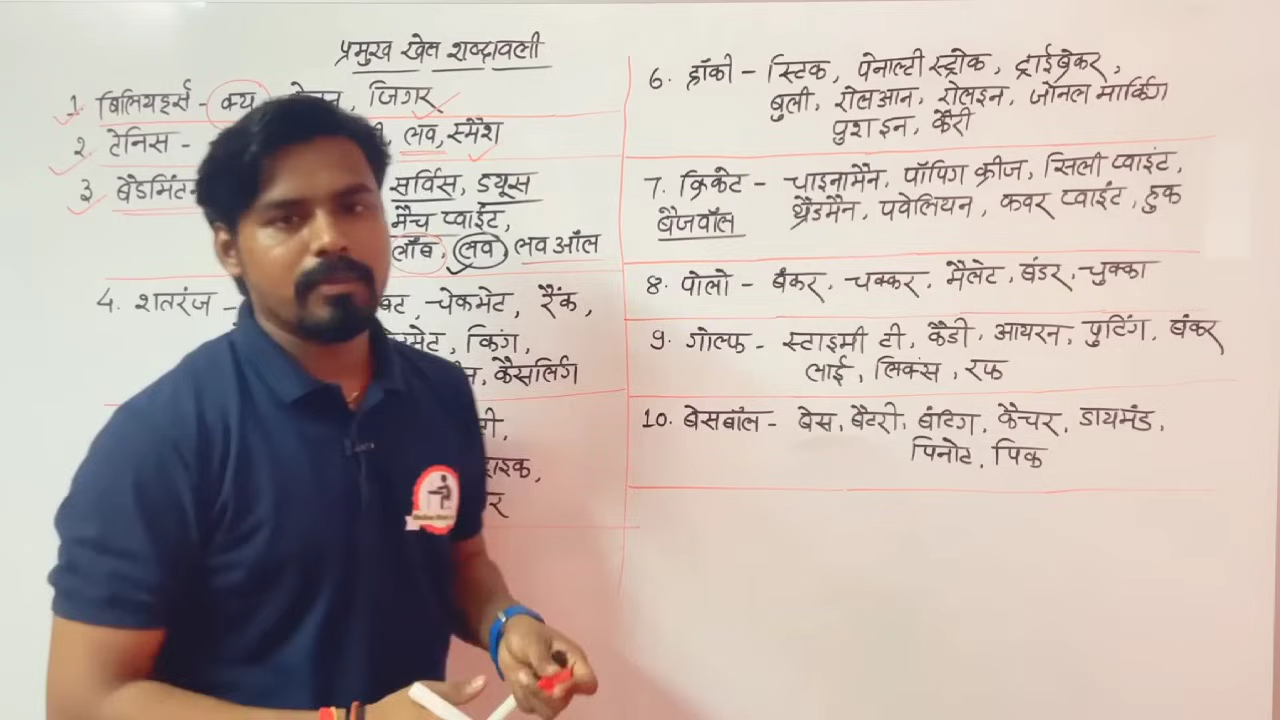 प्रमुख खेल शब्दावली
1. बिलियर्ड्स - क्यू जिगर
2 टेनिस - लव, स्मैश
3 बैडमिंटन सर्विस, ड्यूस
मैच प्वाईंट,
लॉब, लव, लव ऑल
4. शतरंज - चेकमेट, रैंक,
किंग,
कैसलिंग
6. हॉकी - स्टिक, पेनाल्टी स्ट्रोक, ट्राईब्रेकर,
बुली, रोलआन, रोलइन, जोनल मार्किंग
पुश इन, कैरी
7. क्रिकेट - चाइनामैन, पॉपिंग क्रीज, सिली प्वाइंट,
बैजबॉल थ्रैडमैन, पवेलियन, कवर प्वाइंट, हुक
8. पोलो - बंकर, चक्कर, मैलेट, बंडर, चुक्का
9. गोल्फ - स्टाइमी टी, कैडी, आयरन, पुटिंग, बंकर
लाई, लिंक्स, रफ
10. बेसबॉल - बेस, बैटरी, बंटिग, कैचर, डायमंड,
पिनोट, पिक